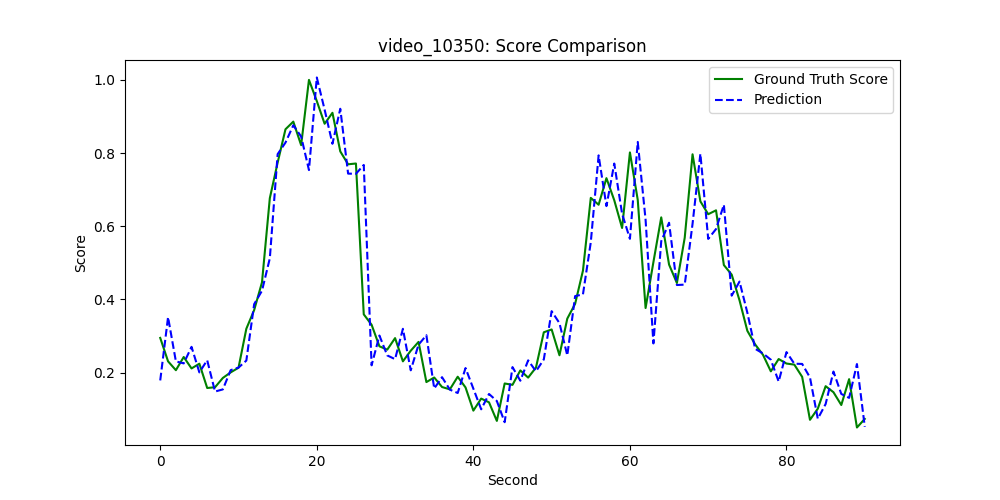 video_10350: Score Comparison
Ground Truth Score
Prediction
1.0
0.8
0.6
0.4
0.2
Score
0 20 40 60 80
Second